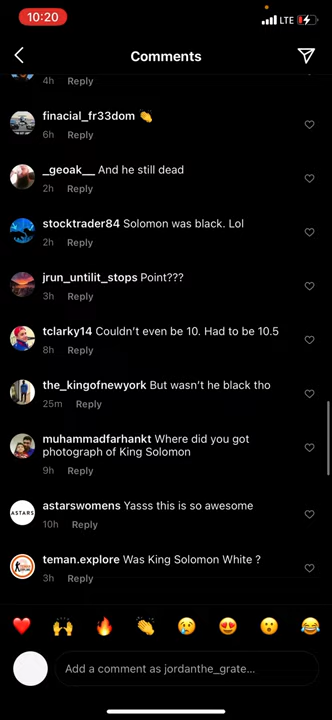 10:20
LTE
Comments
4h Reply
finacial_fr33dom 👏
6h Reply
_geoak__ And he still dead
2h Reply
stocktrader84 Solomon was black. Lol
2h Reply
jrun_untilit_stops Point???
3h Reply
tclarky14 Couldn't even be 10. Had to be 10.5
8h Reply
the_kingofnewyork But wasn't he black tho
25m Reply
muhammadfarhankt Where did you got
photograph of King Solomon
9h Reply
ASTARS
astarswomens Yasss this is so awesome
10h Reply
teman.explore Was King Solomon White ?
3h Reply
Add a comment as jordanthe_grate...